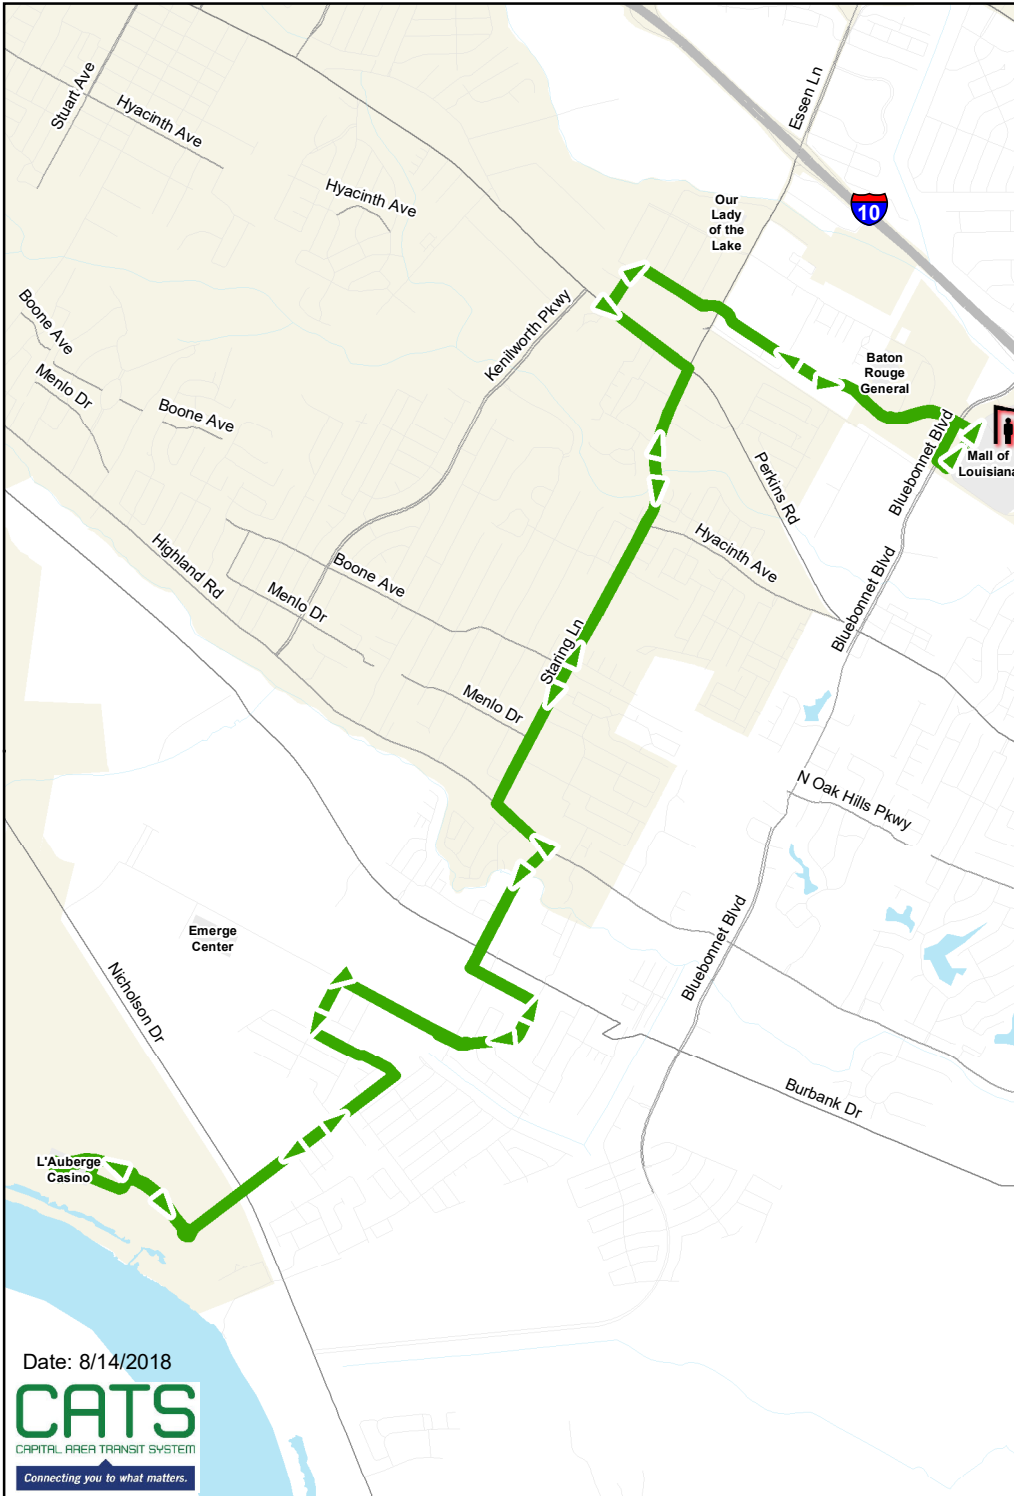 Stuart Ave
Hyacinth Ave
Essen Ln
Hyacinth Ave
Our
Lady
of the
Lake
10
Boone Ave
Kenilworth Pkwy
Menlo Dr
Boone Ave
Baton
Rouge
General
Bluebonnet Blvd
Mall of
Louisiana
Perkins Rd
Highland Rd
Boone Ave
Menlo Dr
Hyacinth Ave
Bluebonnet Blvd
Staring Ln
Menlo Dr
N Oak Hills Pkwy
Emerge
Center
Bluebonnet Blvd
Nicholson Dr
Burbank Dr
L'Auberge
Casino
Date: 8/14/2018
CATS
CAPITAL AREA TRANSIT SYSTEM
Connecting you to what matters.